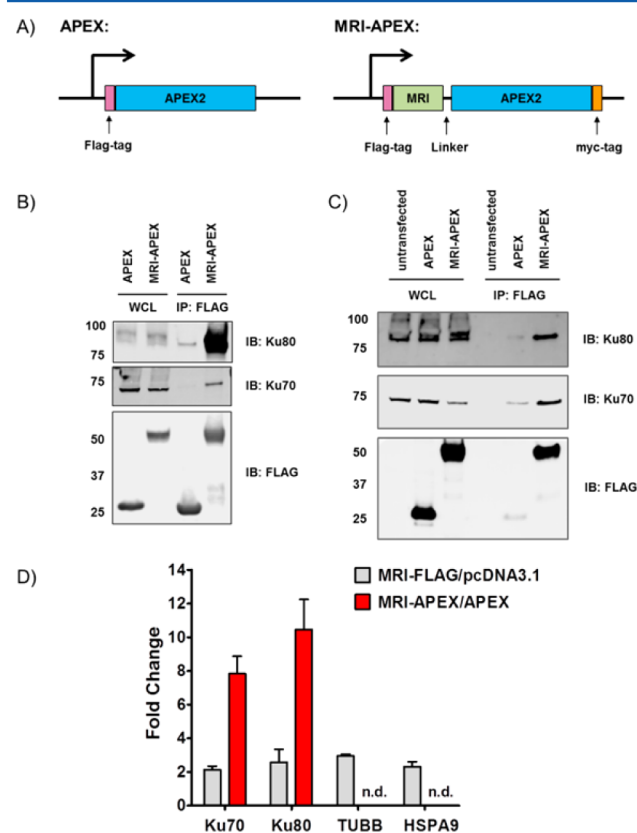 A)
APEX:
MRI-APEX:
APEX2
MRI
APEX2
Flag-tag
Flag-tag
Linker
myc-tag
B)
APEX
MRI-APEX
APEX
MRI-APEX
WCL
IP: FLAG
100
75
IB: Ku80
75
IB: Ku70
50
37
25
IB: FLAG
C)
untransfected
APEX
MRI-APEX
untransfected
APEX
MRI-APEX
WCL
IP: FLAG
100
75
IB: Ku80
75
IB: Ku70
50
37
25
IB: FLAG
D)
MRI-FLAG/pcDNA3.1
MRI-APEX/APEX
Fold Change
14
12
10
8
6
4
2
0
n.d.
n.d.
Ku70
Ku80
TUBB
HSPA9